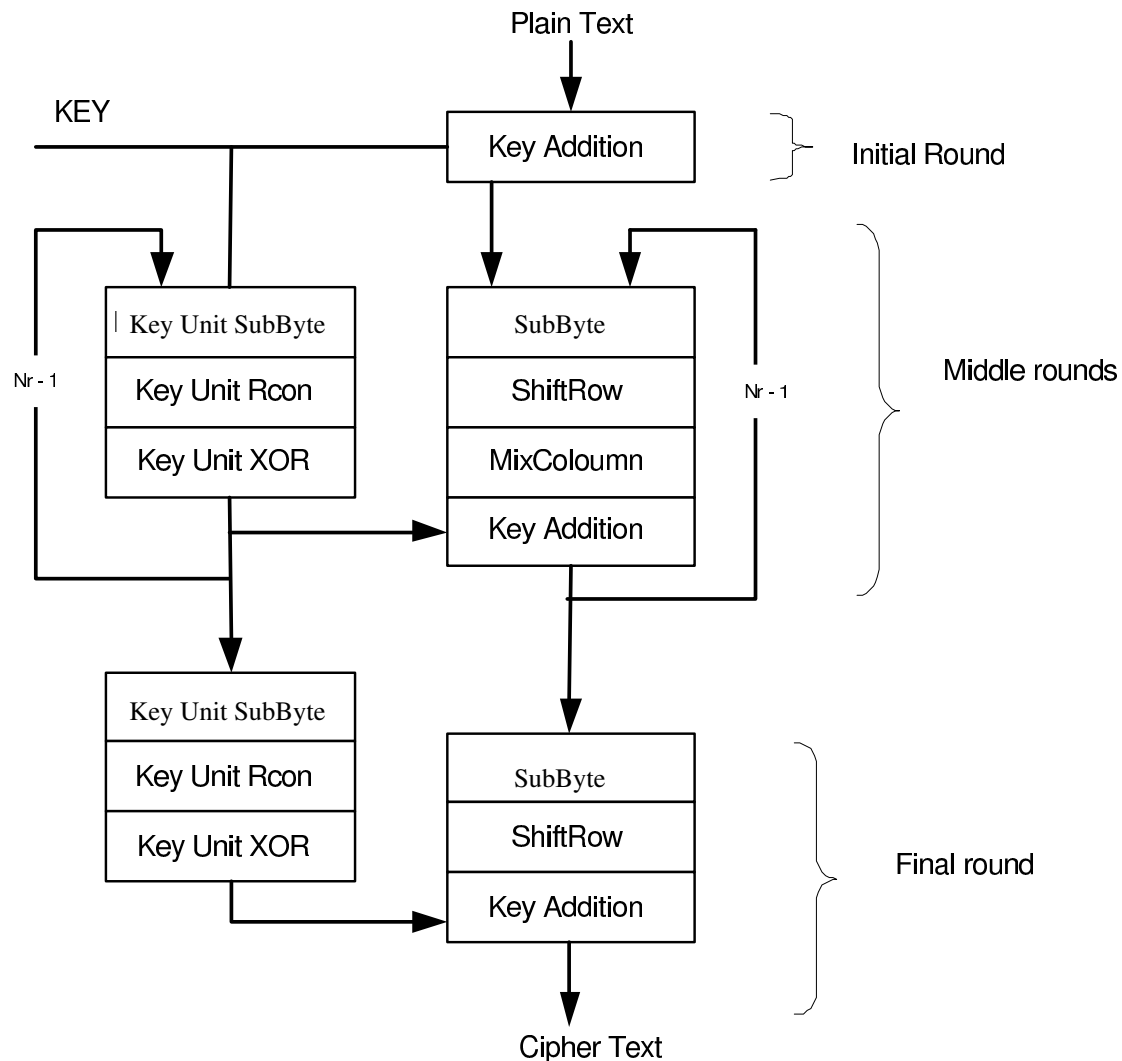 Plain Text
KEY
Key Addition
Initial Round
Key Unit SubByte
Key Unit Rcon
Key Unit XOR
Nr - 1
SubByte
ShiftRow
MixColoumn
Key Addition
Nr - 1
Middle rounds
Key Unit SubByte
Key Unit Rcon
Key Unit XOR
SubByte
ShiftRow
Key Addition
Final round
Cipher Text